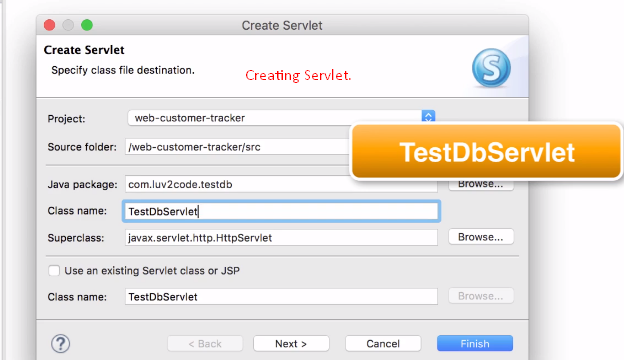 Create Servlet
Create Servlet
Specify class file destination.
Creating Servlet.
S
Project: web-customer-tracker
Source folder: /web-customer-tracker/src
TestDbServlet
Java package: com.luv2code.testdb Browse...
Class name: TestDbServlet
Superclass: javax.servlet.http.HttpServlet Browse...
Use an existing Servlet class or JSP
Class name: TestDbServlet Browse...
? < Back Next > Cancel Finish